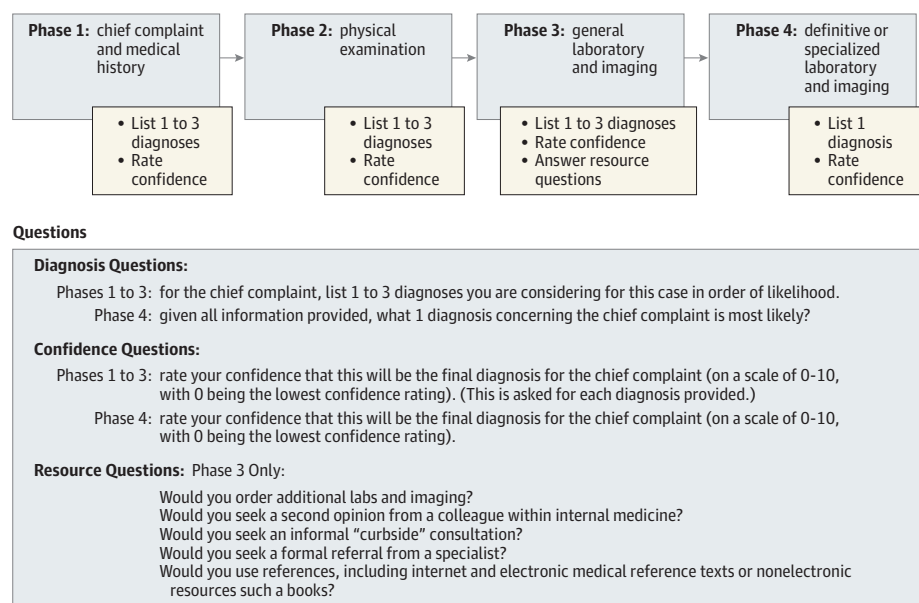 Phase 1: chief complaint
and medical
history
Phase 2: physical
examination
Phase 3: general
laboratory
and imaging
Phase 4: definitive or
specialized
laboratory
and imaging
• List 1 to 3
diagnoses
• Rate
confidence
• List 1 to 3
diagnoses
• Rate
confidence
• List 1 to 3 diagnoses
• Rate confidence
• Answer resource
questions
• List 1
diagnosis
• Rate
confidence
Questions
Diagnosis Questions:
Phases 1 to 3: for the chief complaint, list 1 to 3 diagnoses you are considering for this case in order of likelihood.
Phase 4: given all information provided, what 1 diagnosis concerning the chief complaint is most likely?
Confidence Questions:
Phases 1 to 3: rate your confidence that this will be the final diagnosis for the chief complaint (on a scale of 0-10,
with 0 being the lowest confidence rating). (This is asked for each diagnosis provided.)
Phase 4: rate your confidence that this will be the final diagnosis for the chief complaint (on a scale of 0-10,
with 0 being the lowest confidence rating).
Resource Questions: Phase 3 Only:
Would you order additional labs and imaging?
Would you seek a second opinion from a colleague within internal medicine?
Would you seek an informal “curbside” consultation?
Would you seek a formal referral from a specialist?
Would you use references, including internet and electronic medical reference texts or nonelectronic
resources such a books?